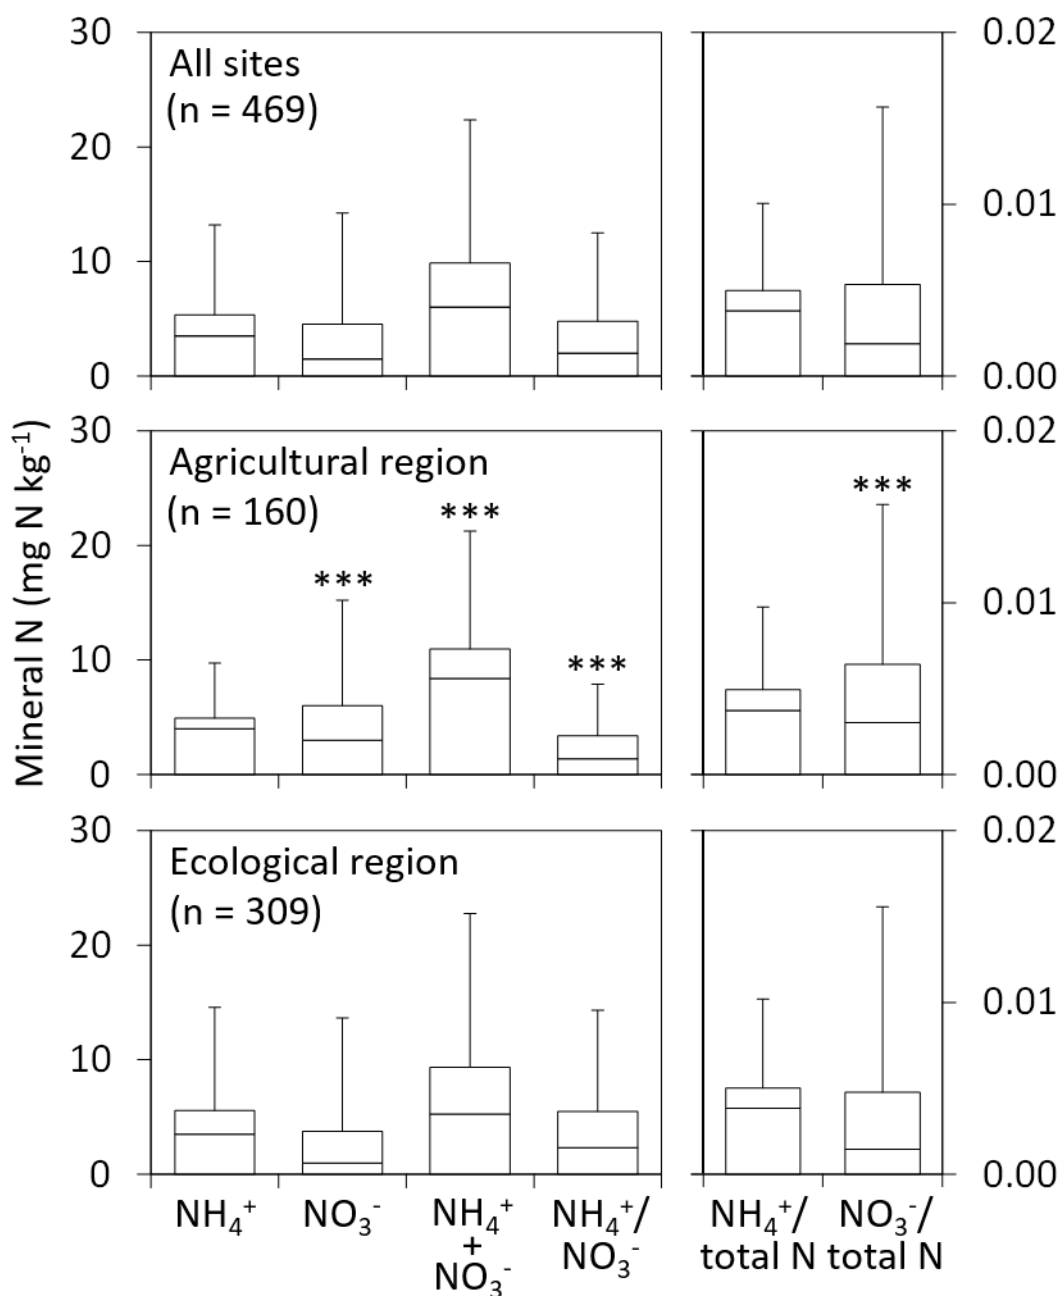 Mineral N (mg N kg⁻¹)
30
20
10
0
All sites
(n = 469)
0.02
0.01
0.00
30
20
10
0
Agricultural region
(n = 160)
***
***
***
***
0.02
0.01
0.00
30
20
10
0
Ecological region
(n = 309)
0.02
0.01
0.00
NH₄⁺
NO₃⁻
NH₄⁺
+
NO₃⁻
NH₄⁺/
NO₃⁻
NH₄⁺/
total N
NO₃⁻/
total N